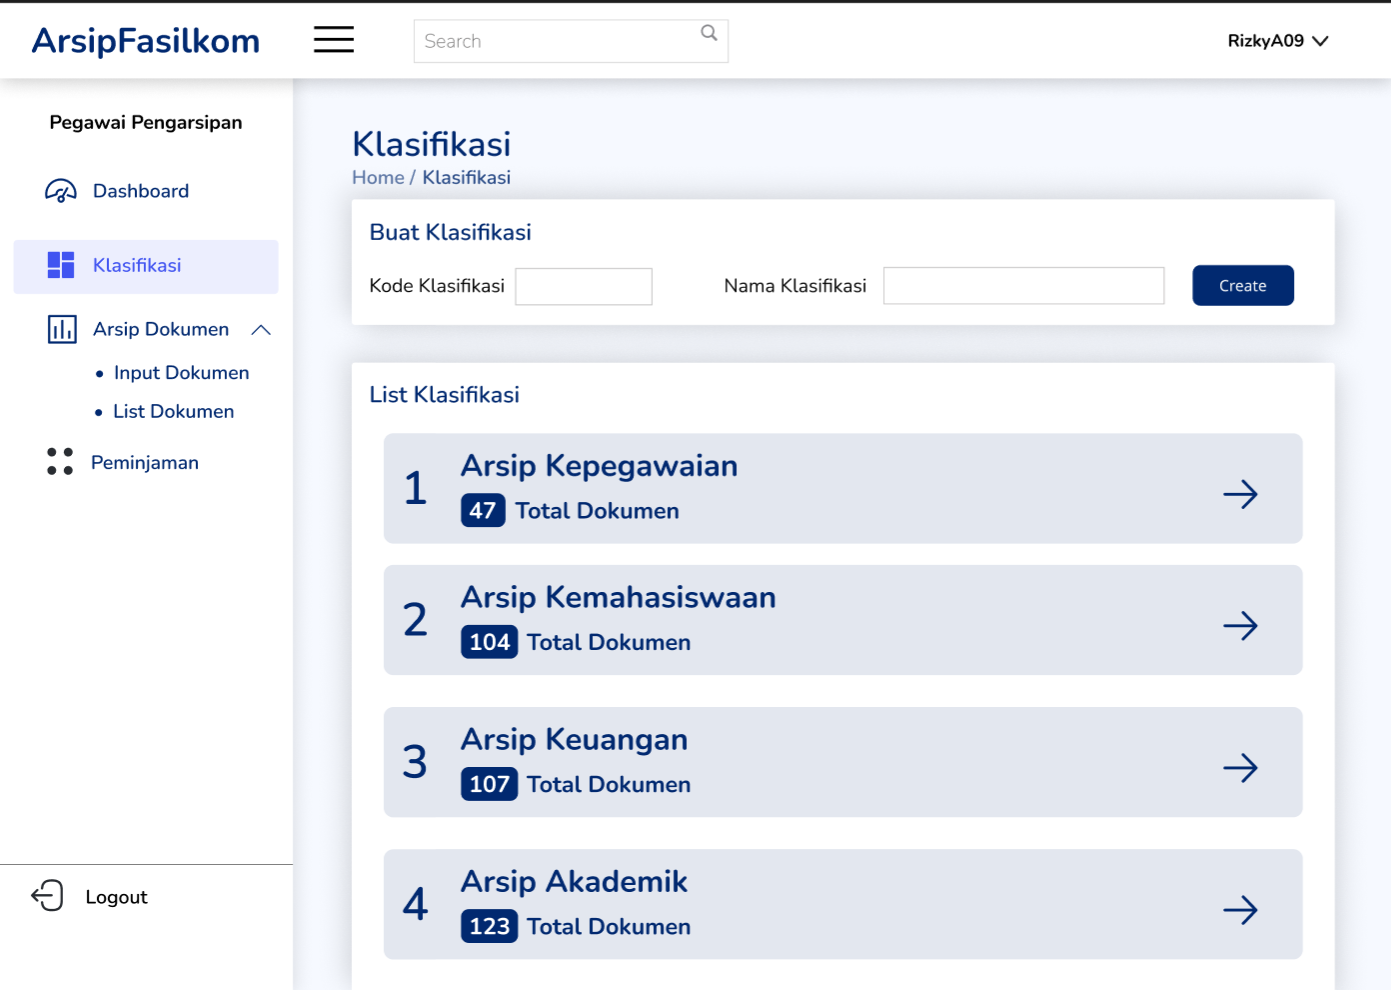 ArsipFasilkom
Search
RizkyA09
Pegawai Pengarsipan
Dashboard
Klasifikasi
Arsip Dokumen
• Input Dokumen
• List Dokumen
Peminjaman
Logout
Klasifikasi
Home / Klasifikasi
Buat Klasifikasi
Kode Klasifikasi
Nama Klasifikasi
Create
List Klasifikasi
1
Arsip Kepegawaian
47 Total Dokumen
2
Arsip Kemahasiswaan
104 Total Dokumen
3
Arsip Keuangan
107 Total Dokumen
4
Arsip Akademik
123 Total Dokumen